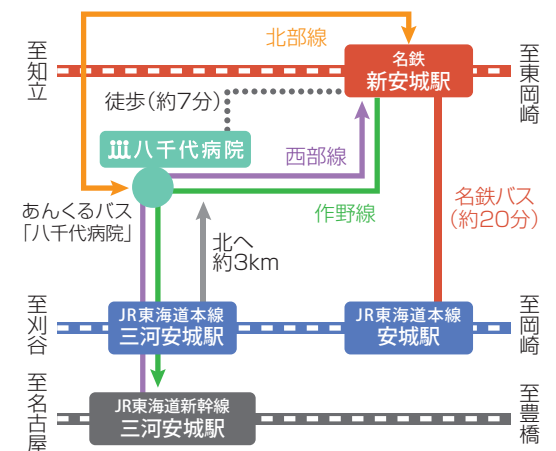 北部線
至知立
名鉄
新安城駅
至東岡崎
徒歩(約7分)
八千代病院
西部線
あんくるバス
「八千代病院」
作野線
名鉄バス
(約20分)
北へ
約3km
至刈谷
JR東海道本線
三河安城駅
JR東海道本線
安城駅
至岡崎
至名古屋
JR東海道新幹線
三河安城駅
至豊橋